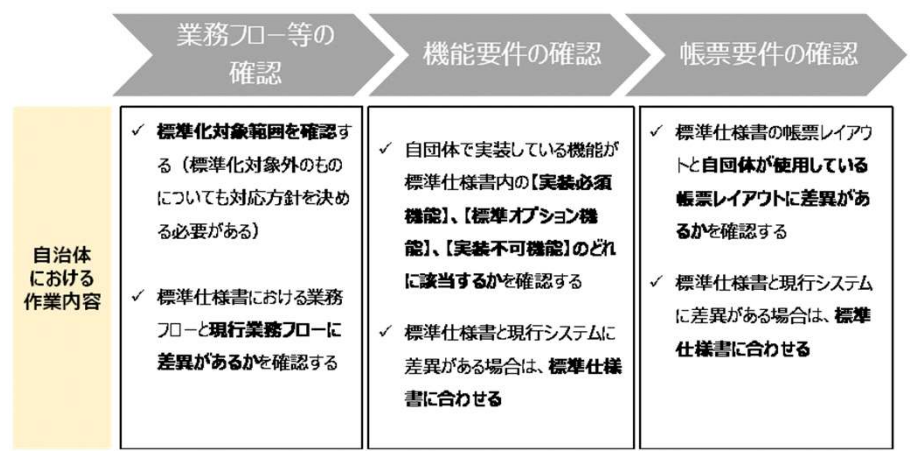 業務フロー等の
確認
機能要件の確認
帳票要件の確認
自治体
における
作業内容
✓ 標準化対象範囲を確認す
る（標準化対象外のもの
についても対応方針を決め
る必要がある）
✓ 標準仕様書における業務
フローと現行業務フローに
差異があるかを確認する
✓ 自団体で実装している機能が
標準仕様書内の【実装必須
機能】、【標準オプション機
能】、【実装不可機能】のどれ
に該当するかを確認する
✓ 標準仕様書と現行システムに
差異がある場合は、標準仕様
書に合わせる
✓ 標準仕様書の帳票レイアウ
トと自団体が使用している
帳票レイアウトに差異があ
るかを確認する
✓ 標準仕様書と現行システム
に差異がある場合は、標準
仕様書に合わせる